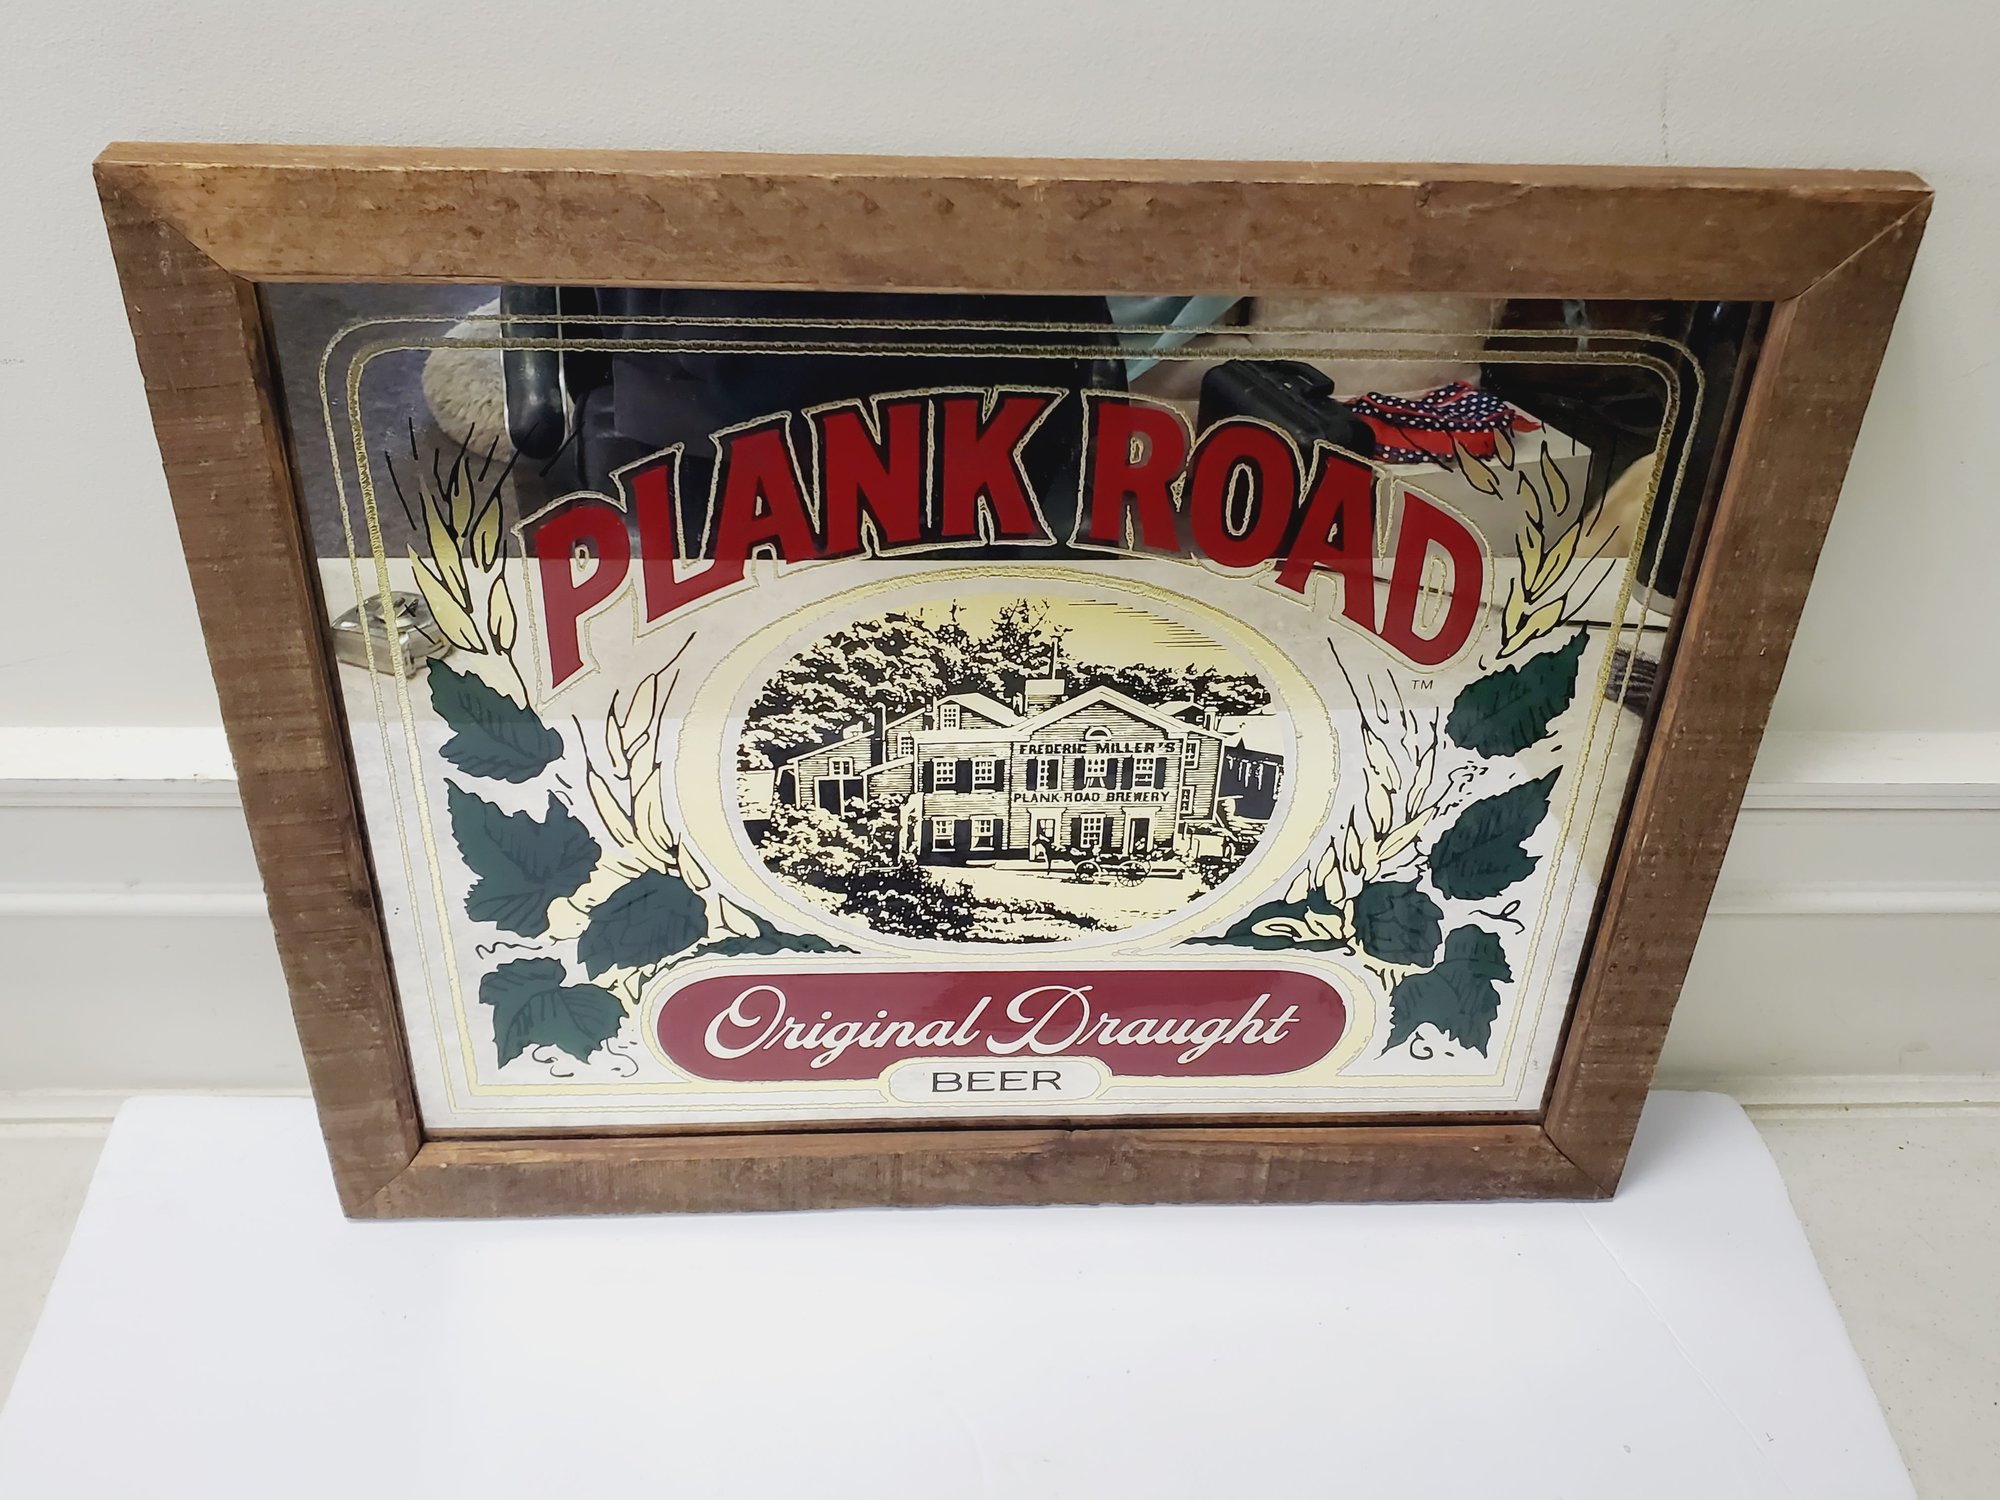 PLANK ROAD
TM
FREDERIC MILLER'S
PLANK-ROAD BREWERY
Original Draught
BEER